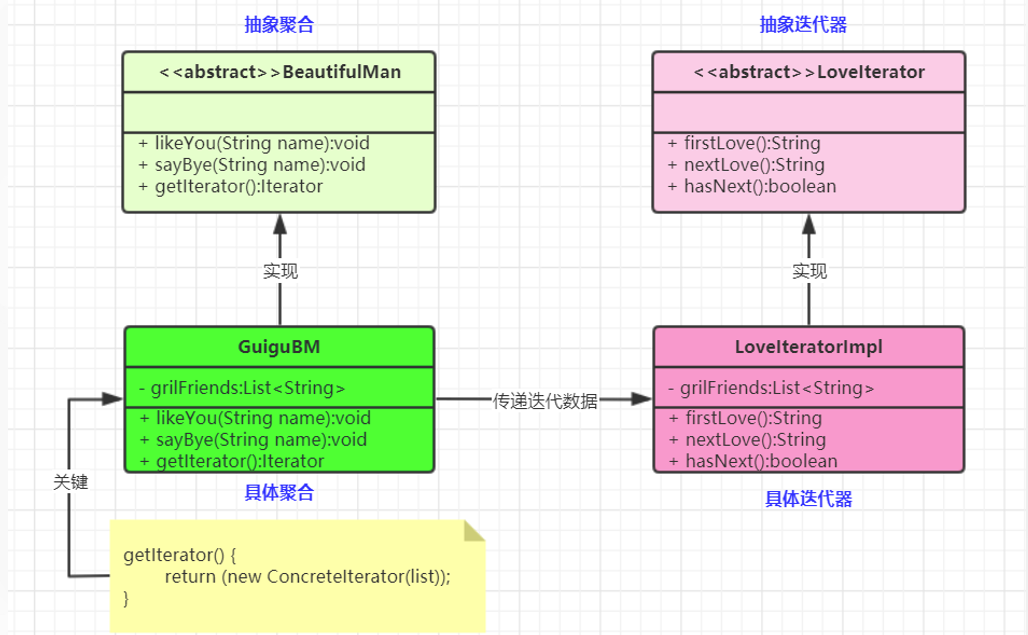 抽象聚合
<<abstract>>BeautifulMan
+ likeYou(String name):void
+ sayBye(String name):void
+ getIterator():Iterator
抽象迭代器
<<abstract>>LoveIterator
+ firstLove():String
+ nextLove():String
+ hasNext():boolean
实现
实现
GuiguBM
- grilFriends:List<String>
+ likeYou(String name):void
+ sayBye(String name):void
+ getIterator():Iterator
具体聚合
传递迭代数据
LoveIteratorImpl
- grilFriends:List<String>
+ firstLove():String
+ nextLove():String
+ hasNext():boolean
具体迭代器
关键
getIterator() {
return (new ConcreteIterator(list));
}